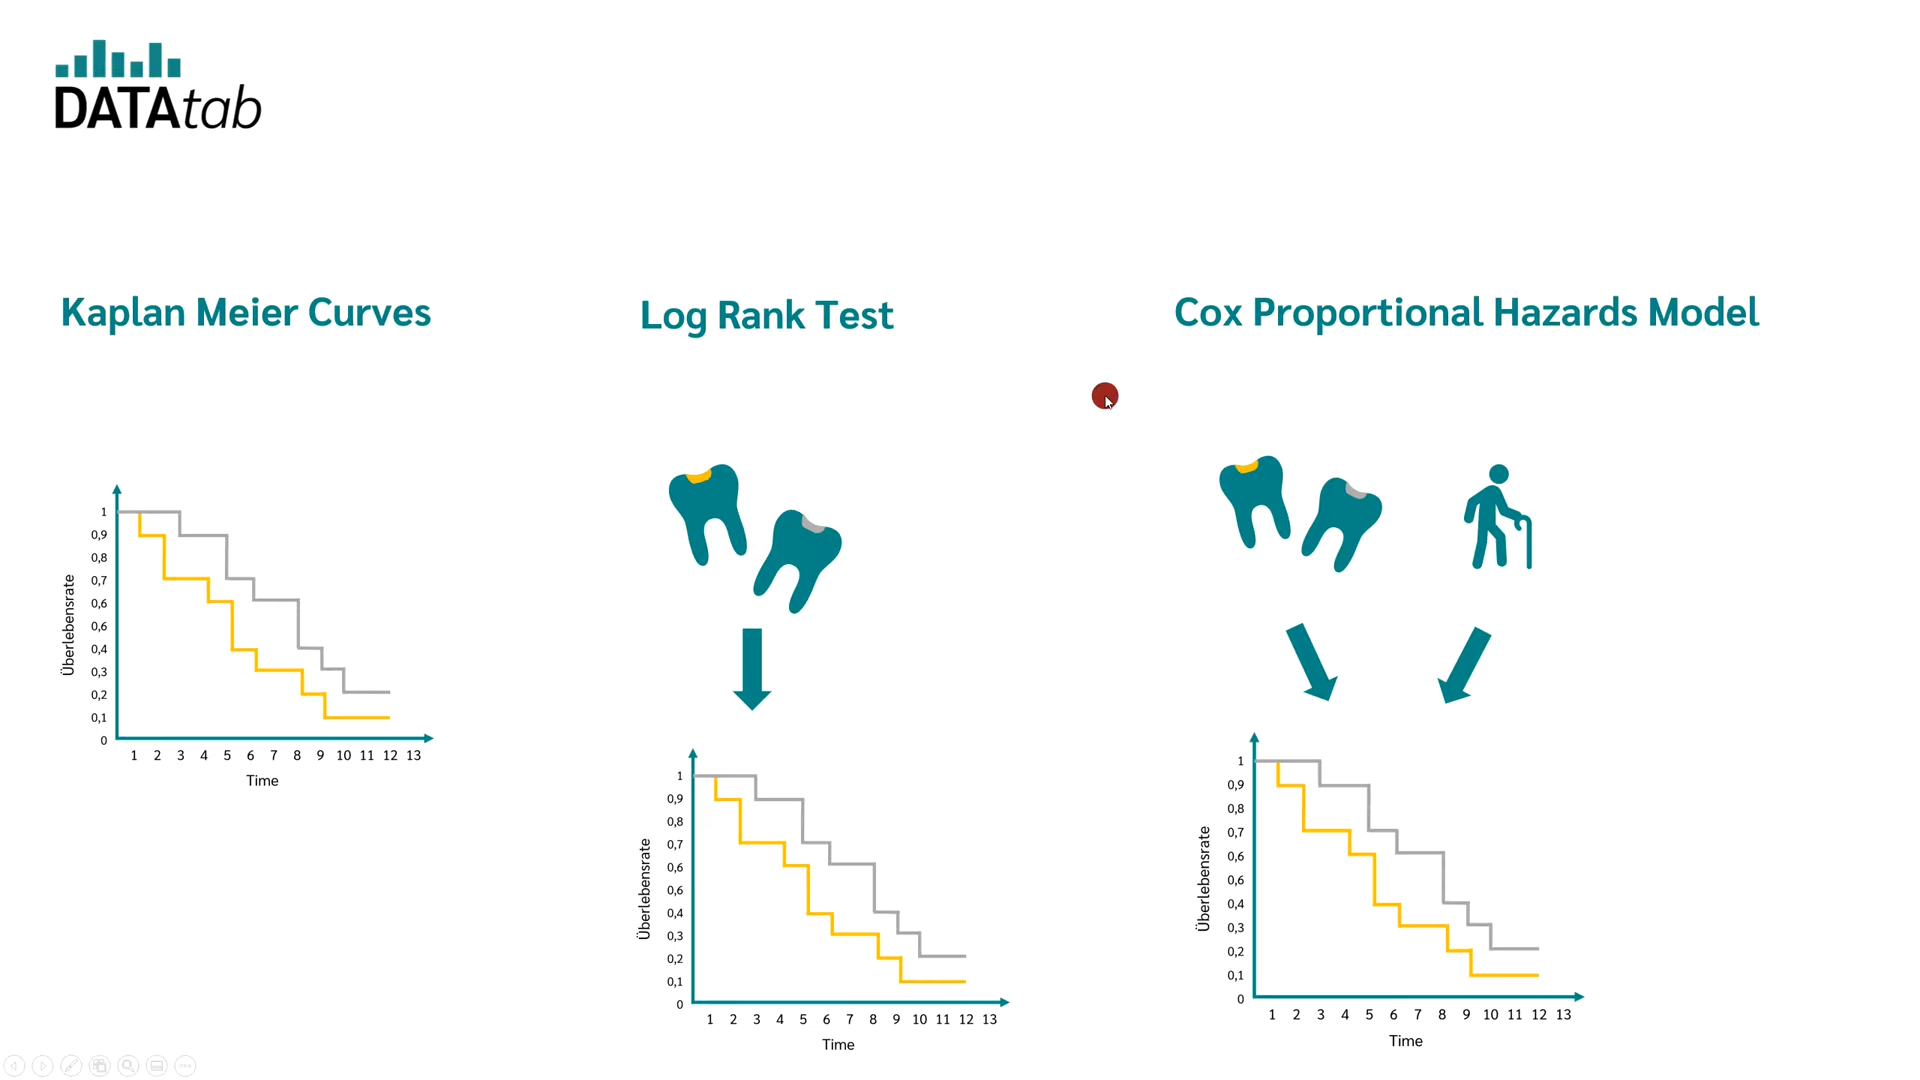 DATAtab
Kaplan Meier Curves
Log Rank Test
Cox Proportional Hazards Model
Überlebensrate
1
0,9
0,8
0,7
0,6
0,6
0,4
0,3
0,2
0,1
0
1 2 3 4 5 6 7 8 9 10 11 12 13
Time
Überlebensrate
1
0,9
0,8
0,7
0,6
0,6
0,4
0,3
0,2
0,1
0
1 2 3 4 5 6 7 8 9 10 11 12 13
Time
Überlebensrate
1
0,9
0,8
0,7
0,6
0,6
0,4
0,3
0,2
0,1
0
1 2 3 4 5 6 7 8 9 10 11 12 13
Time